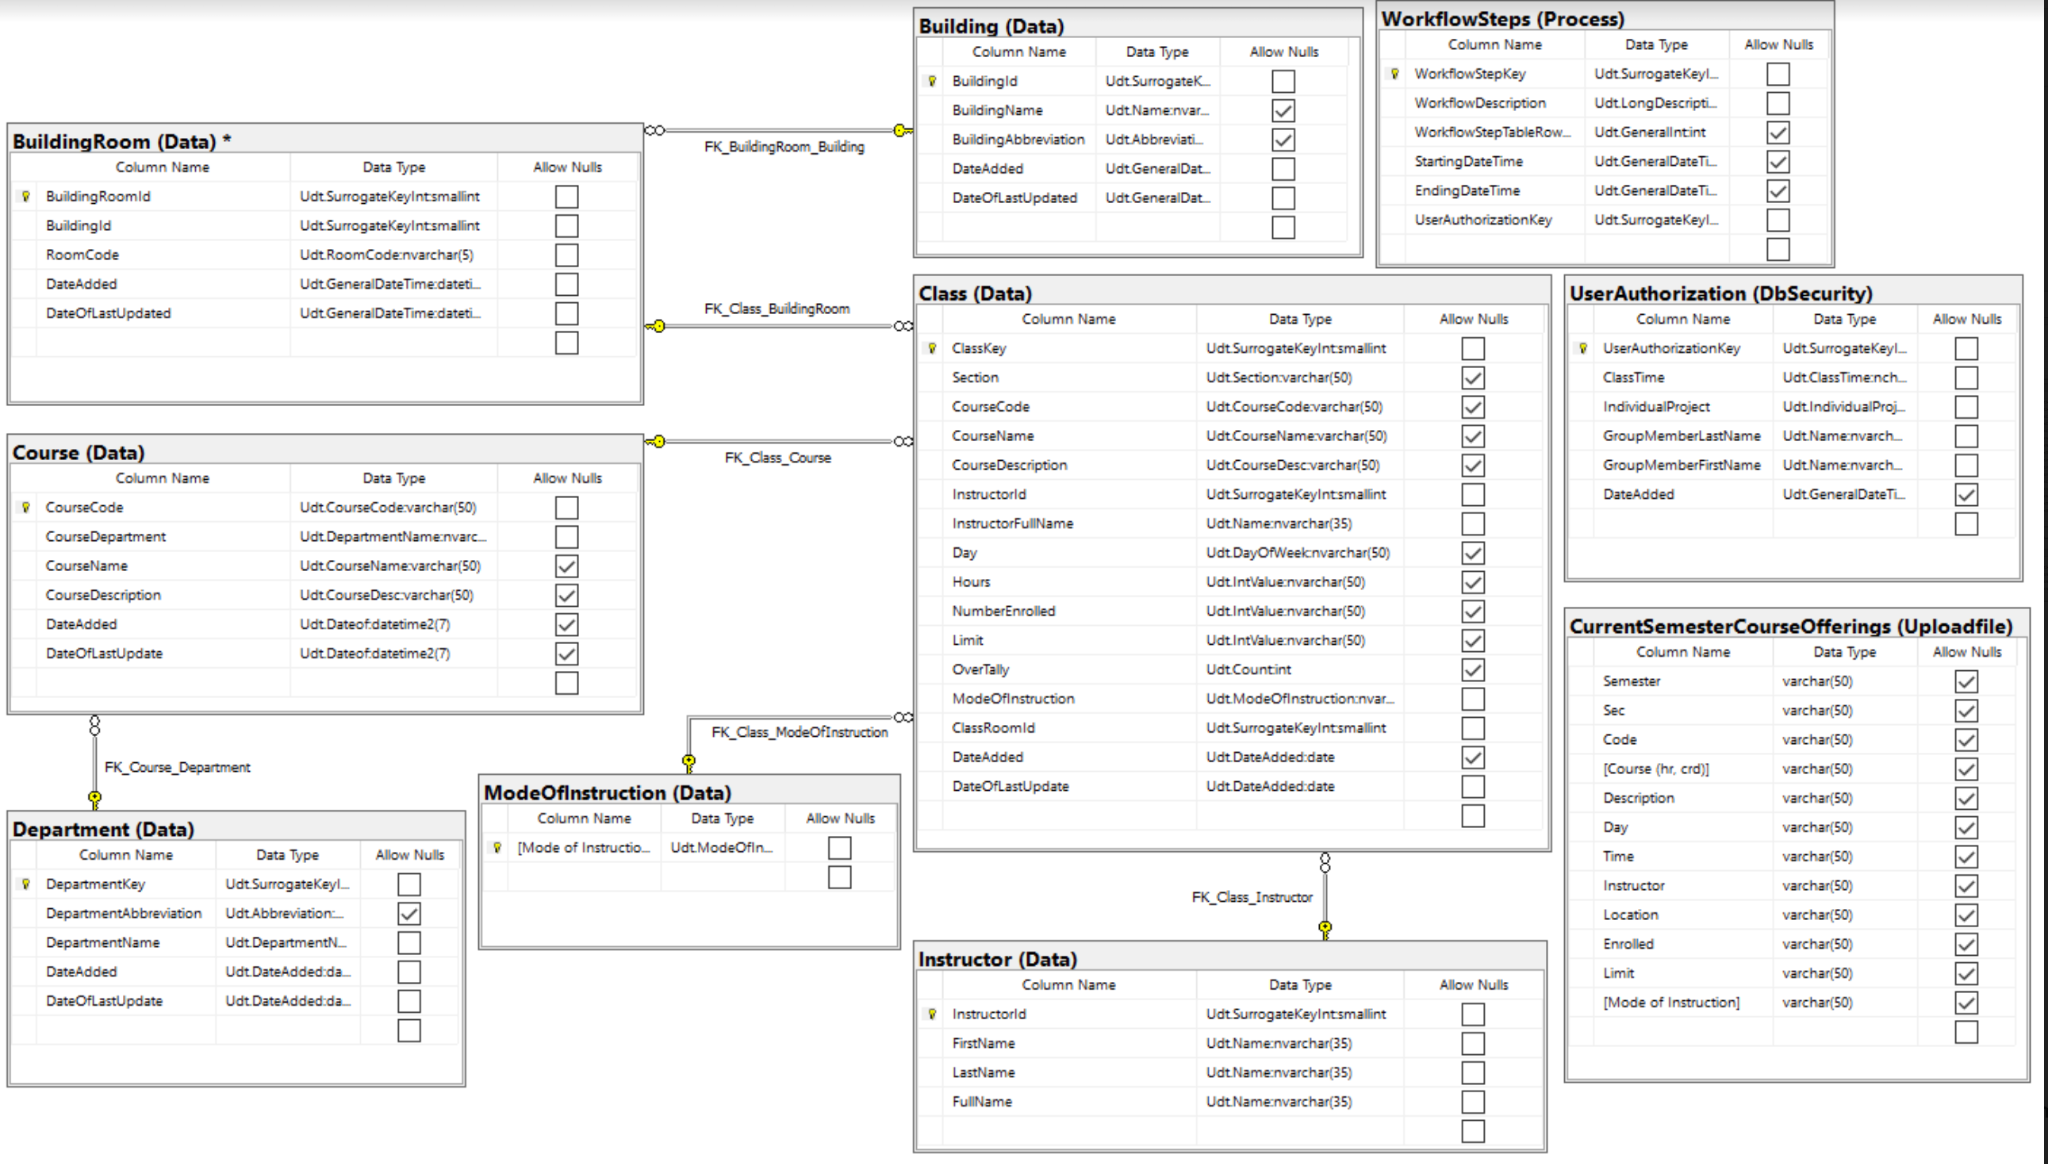 Building (Data)
Column Name Data Type Allow Nulls
BuildingId Udt.SurrogateK...
BuildingName Udt.Name:nvar...
BuildingAbbreviation Udt.Abbreviati...
DateAdded Udt.GeneralDat...
DateOfLastUpdated Udt.GeneralDat...
WorkflowSteps (Process)
Column Name Data Type Allow Nulls
WorkflowStepKey Udt.SurrogateKeyI...
WorkflowDescription Udt.LongDescripti...
WorkflowStepTableRow... Udt.GeneralInt:int
StartingDateTime Udt.GeneralDateTi...
EndingDateTime Udt.GeneralDateTi...
UserAuthorizationKey Udt.SurrogateKeyI...
BuildingRoom (Data) *
Column Name Data Type Allow Nulls
BuildingRoomId Udt.SurrogateKeyInt:smallint
BuildingId Udt.SurrogateKeyInt:smallint
RoomCode Udt.RoomCode:nvarchar(5)
DateAdded Udt.GeneralDateTime:dateti...
DateOfLastUpdated Udt.GeneralDateTime:dateti...
FK_BuildingRoom_Building
FK_Class_BuildingRoom
Class (Data)
Column Name Data Type Allow Nulls
ClassKey Udt.SurrogateKeyInt:smallint
Section Udt.Section:varchar(50)
CourseCode Udt.CourseCode:varchar(50)
CourseName Udt.CourseName:varchar(50)
CourseDescription Udt.CourseDesc:varchar(50)
InstructorId Udt.SurrogateKeyInt:smallint
InstructorFullName Udt.Name:nvarchar(35)
Day Udt.DayOfWeek:nvarchar(50)
Hours Udt.IntValue:nvarchar(50)
NumberEnrolled Udt.IntValue:nvarchar(50)
Limit Udt.IntValue:nvarchar(50)
OverTally Udt.Count:int
ModeOfInstruction Udt.ModeOfInstruction:nvar...
ClassRoomId Udt.SurrogateKeyInt:smallint
DateAdded Udt.DateAdded:date
DateOfLastUpdate Udt.DateAdded:date
UserAuthorization (DbSecurity)
Column Name Data Type Allow Nulls
UserAuthorizationKey Udt.SurrogateKeyI...
ClassTime Udt.ClassTime:nch...
IndividualProject Udt.IndividualProj...
GroupMemberLastName Udt.Name:nvarch...
GroupMemberFirstName Udt.Name:nvarch...
DateAdded Udt.GeneralDateTi...
Course (Data)
Column Name Data Type Allow Nulls
CourseCode Udt.CourseCode:varchar(50)
CourseDepartment Udt.DepartmentName:nvarc...
CourseName Udt.CourseName:varchar(50)
CourseDescription Udt.CourseDesc:varchar(50)
DateAdded Udt.Dateof:datetime2(7)
DateOfLastUpdate Udt.Dateof:datetime2(7)
FK_Class_Course
FK_Class_ModeOfInstruction
FK_Course_Department
CurrentSemesterCourseOfferings (Uploadfile)
Column Name Data Type Allow Nulls
Semester varchar(50)
Sec varchar(50)
Code varchar(50)
[Course (hr, crd)] varchar(50)
Description varchar(50)
Day varchar(50)
Time varchar(50)
Instructor varchar(50)
Location varchar(50)
Enrolled varchar(50)
Limit varchar(50)
[Mode of Instruction] varchar(50)
Department (Data)
Column Name Data Type Allow Nulls
DepartmentKey Udt.SurrogateKeyI...
DepartmentAbbreviation Udt.Abbreviation:...
DepartmentName Udt.DepartmentN...
DateAdded Udt.DateAdded:da...
DateOfLastUpdate Udt.DateAdded:da...
ModeOfInstruction (Data)
Column Name Data Type Allow Nulls
[Mode of Instructio... Udt.ModeOfIn...
FK_Class_Instructor
Instructor (Data)
Column Name Data Type Allow Nulls
InstructorId Udt.SurrogateKeyInt:smallint
FirstName Udt.Name:nvarchar(35)
LastName Udt.Name:nvarchar(35)
FullName Udt.Name:nvarchar(35)